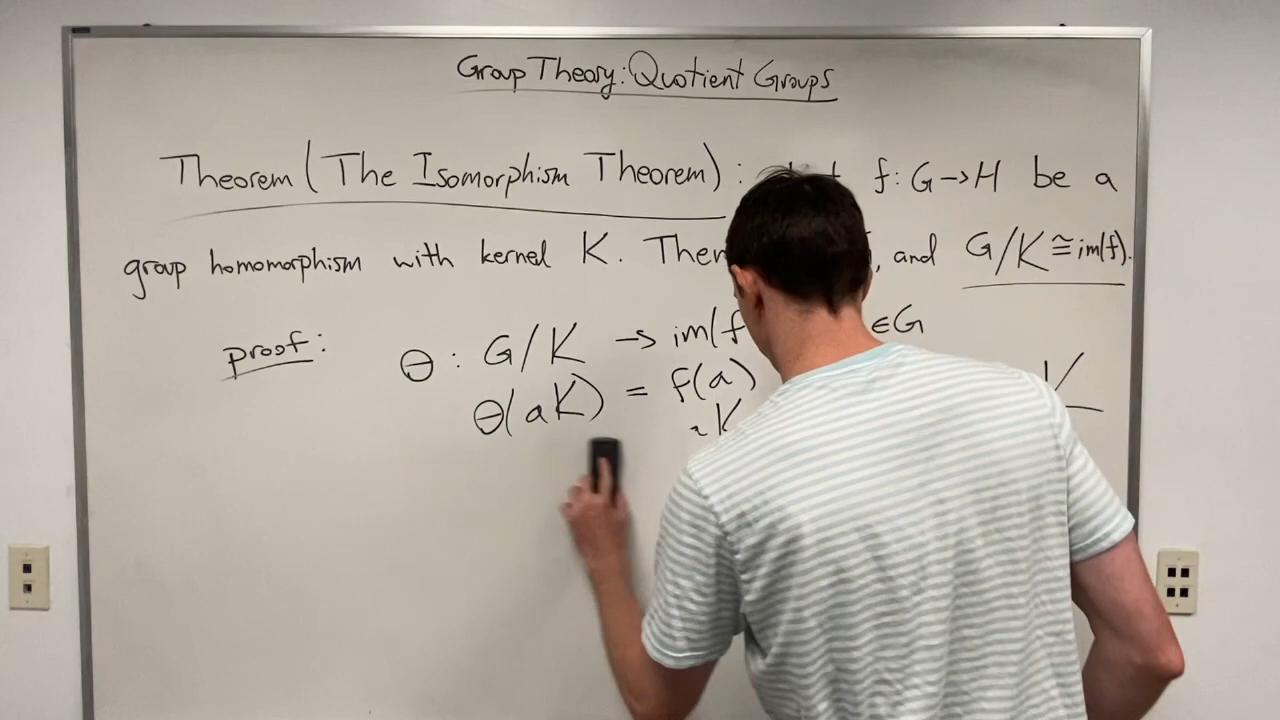 Group Theory: Quotient Groups
Theorem (The Isomorphism Theorem): f: G→H be a
group homomorphism with kernel K. Then , and G/K ≅ im(f).
proof: θ: G/K → im(f ∈G
θ(aK) = f(a)
K